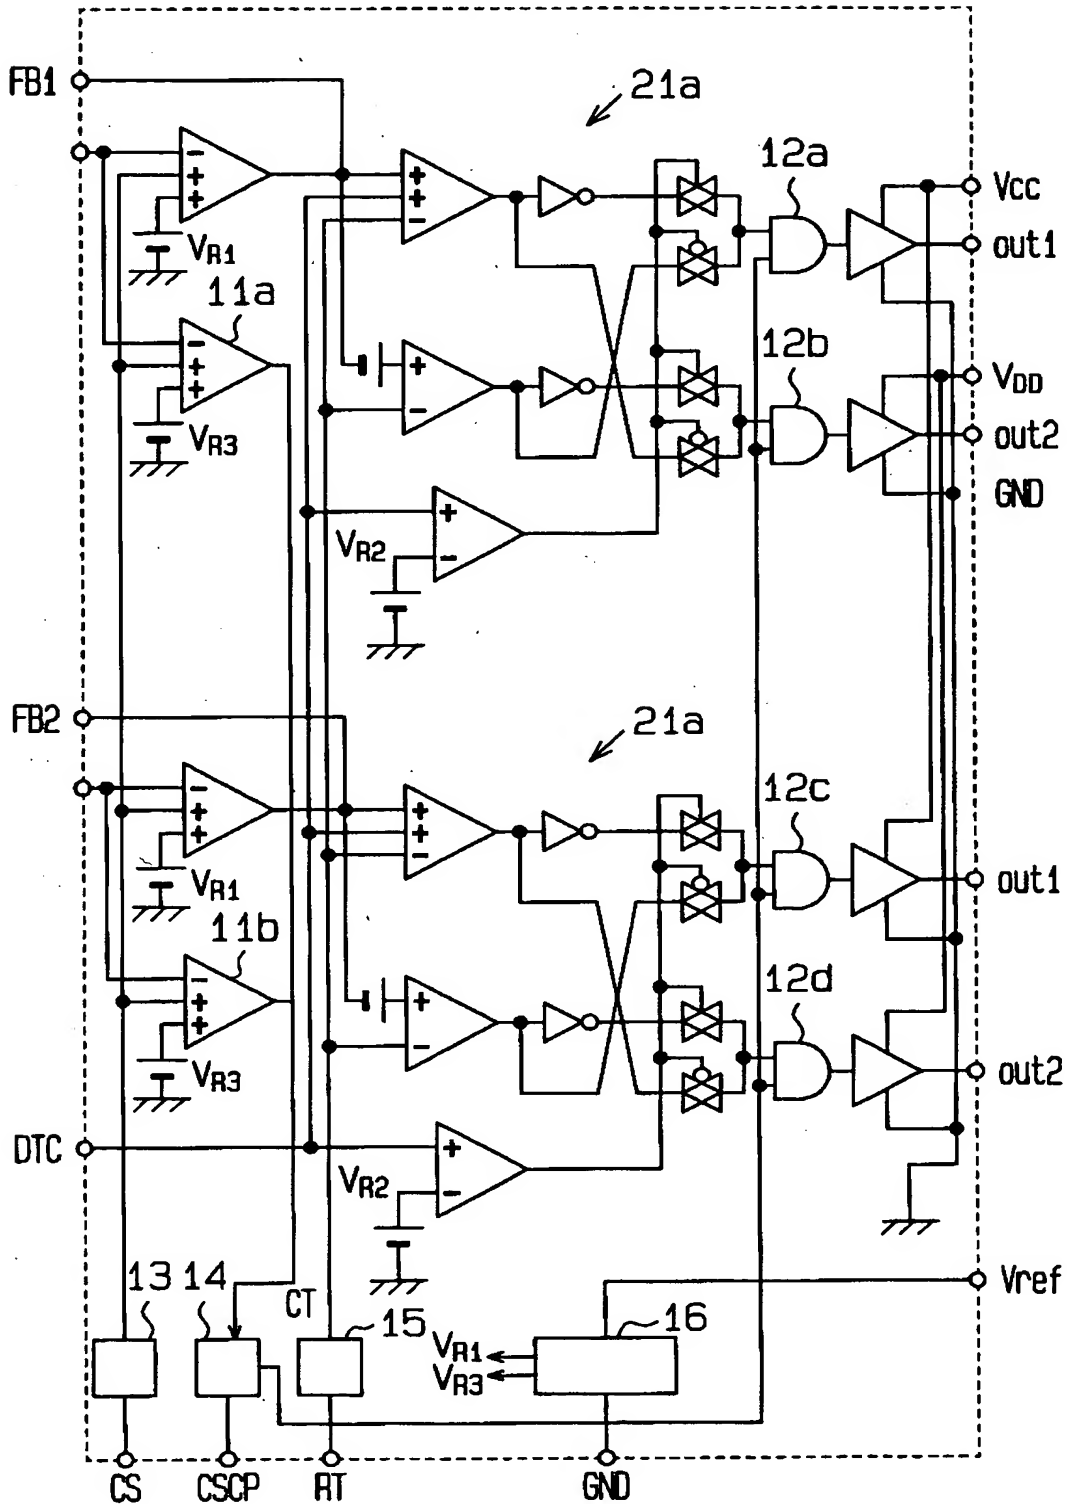 FB1
21a
12a
Vcc
VR1
out1
11a
12b
VDD
VR3
out2
GND
VR2
FB2
21a
12c
VR1
out1
11b
12d
VR3
out2
DTC
VR2
13
14
CT
15
16
Vref
VR1
VR3
CS
CSCP
RT
GND